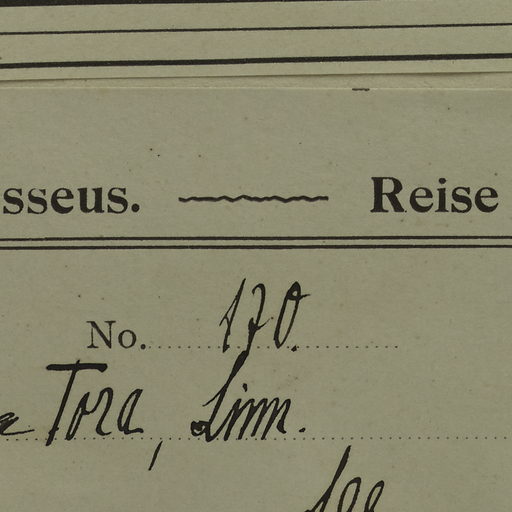 sseus. Reise
No. 170.
a Tora, Linn.